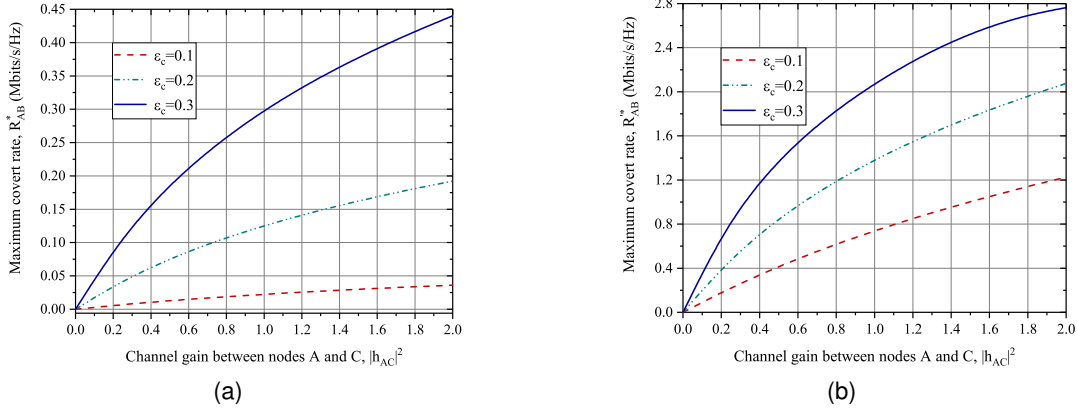 0.45
0.40
0.35
0.30
0.25
0.20
0.15
0.10
0.05
0.00
Maximum covert rate, R*AB (Mbits/s/Hz)
εc=0.1
εc=0.2
εc=0.3
0.0 0.2 0.4 0.6 0.8 1.0 1.2 1.4 1.6 1.8 2.0
Channel gain between nodes A and C, |hAC|²
(a)
2.8
2.4
2.0
1.6
1.2
0.8
0.4
0.0
Maximum covert rate, R'*AB (Mbits/s/Hz)
εc=0.1
εc=0.2
εc=0.3
0.0 0.2 0.4 0.6 0.8 1.0 1.2 1.4 1.6 1.8 2.0
Channel gain between nodes A and C, |hAC|²
(b)